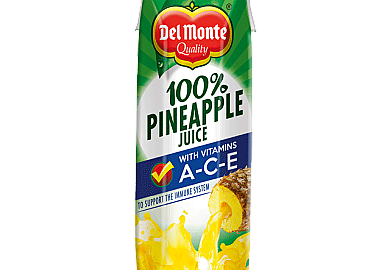 Del Monte
Quality
100%
PINEAPPLE
JUICE
WITH VITAMINS
A-C-E
TO SUPPORT THE IMMUNE SYSTEM